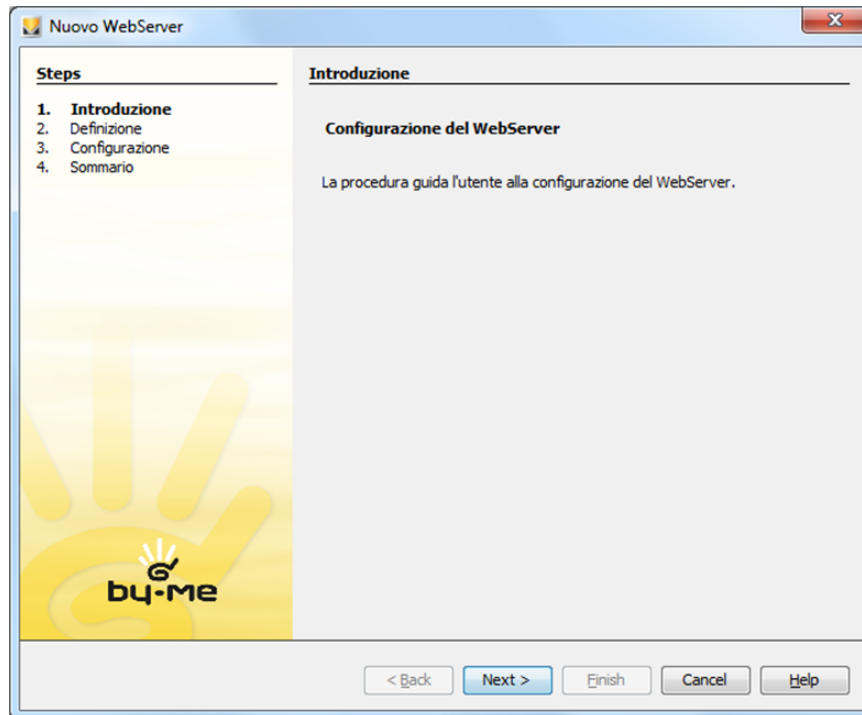 Nuovo WebServer
Steps
1. Introduzione
2. Definizione
3. Configurazione
4. Sommario
Introduzione
Configurazione del WebServer
La procedura guida l'utente alla configurazione del WebServer.
by-me
< Back
Next >
Finish
Cancel
Help